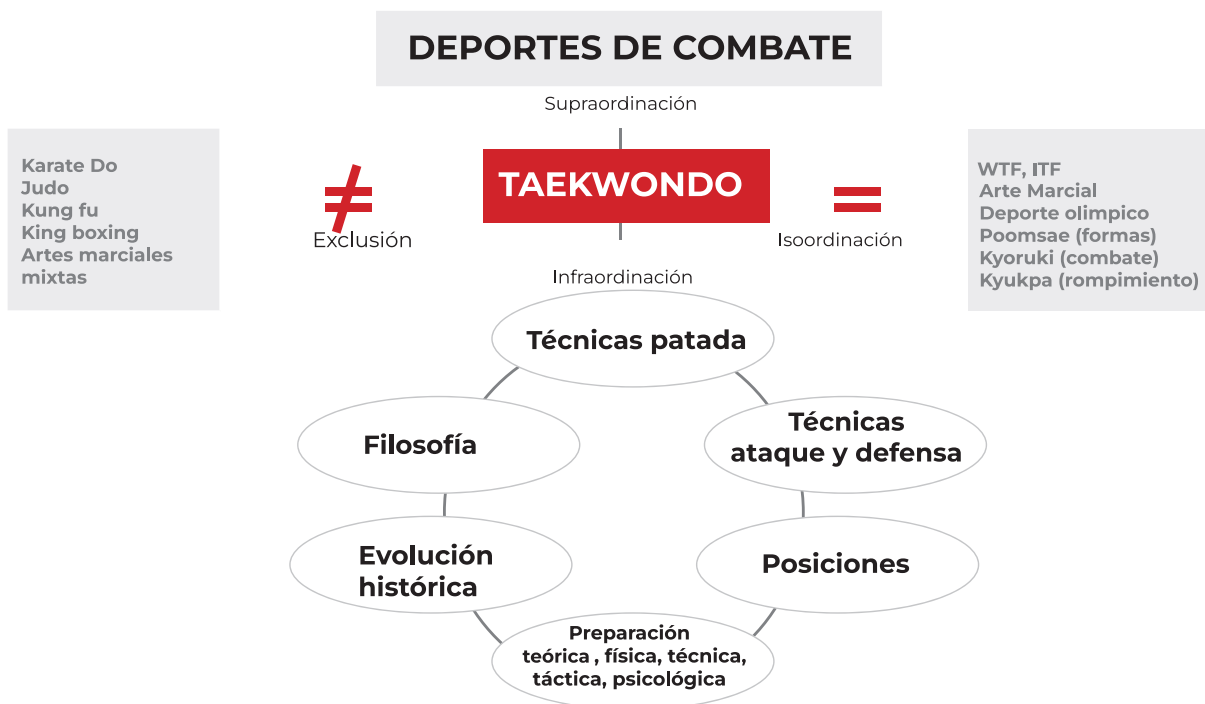 DEPORTES DE COMBATE
Supraordinación
Karate Do
Judo
Kung fu
King boxing
Artes marciales
mixtas
≠
Exclusión
TAEKWONDO
=
Isoordinación
WTF, ITF
Arte Marcial
Deporte olimpico
Poomsae (formas)
Kyoruki (combate)
Kyukpa (rompimiento)
Infraordinación
Técnicas patada
Filosofía
Técnicas
ataque y defensa
Evolución
histórica
Posiciones
Preparación
teórica , física, técnica,
táctica, psicológica